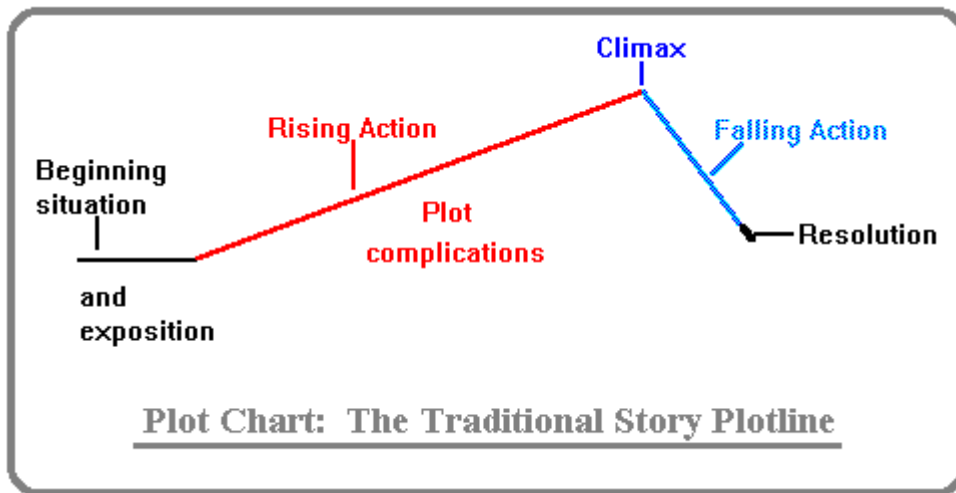 Climax
Rising Action
Falling Action
Beginning
situation
Plot
complications
Resolution
and
exposition
Plot Chart: The Traditional Story Plotline